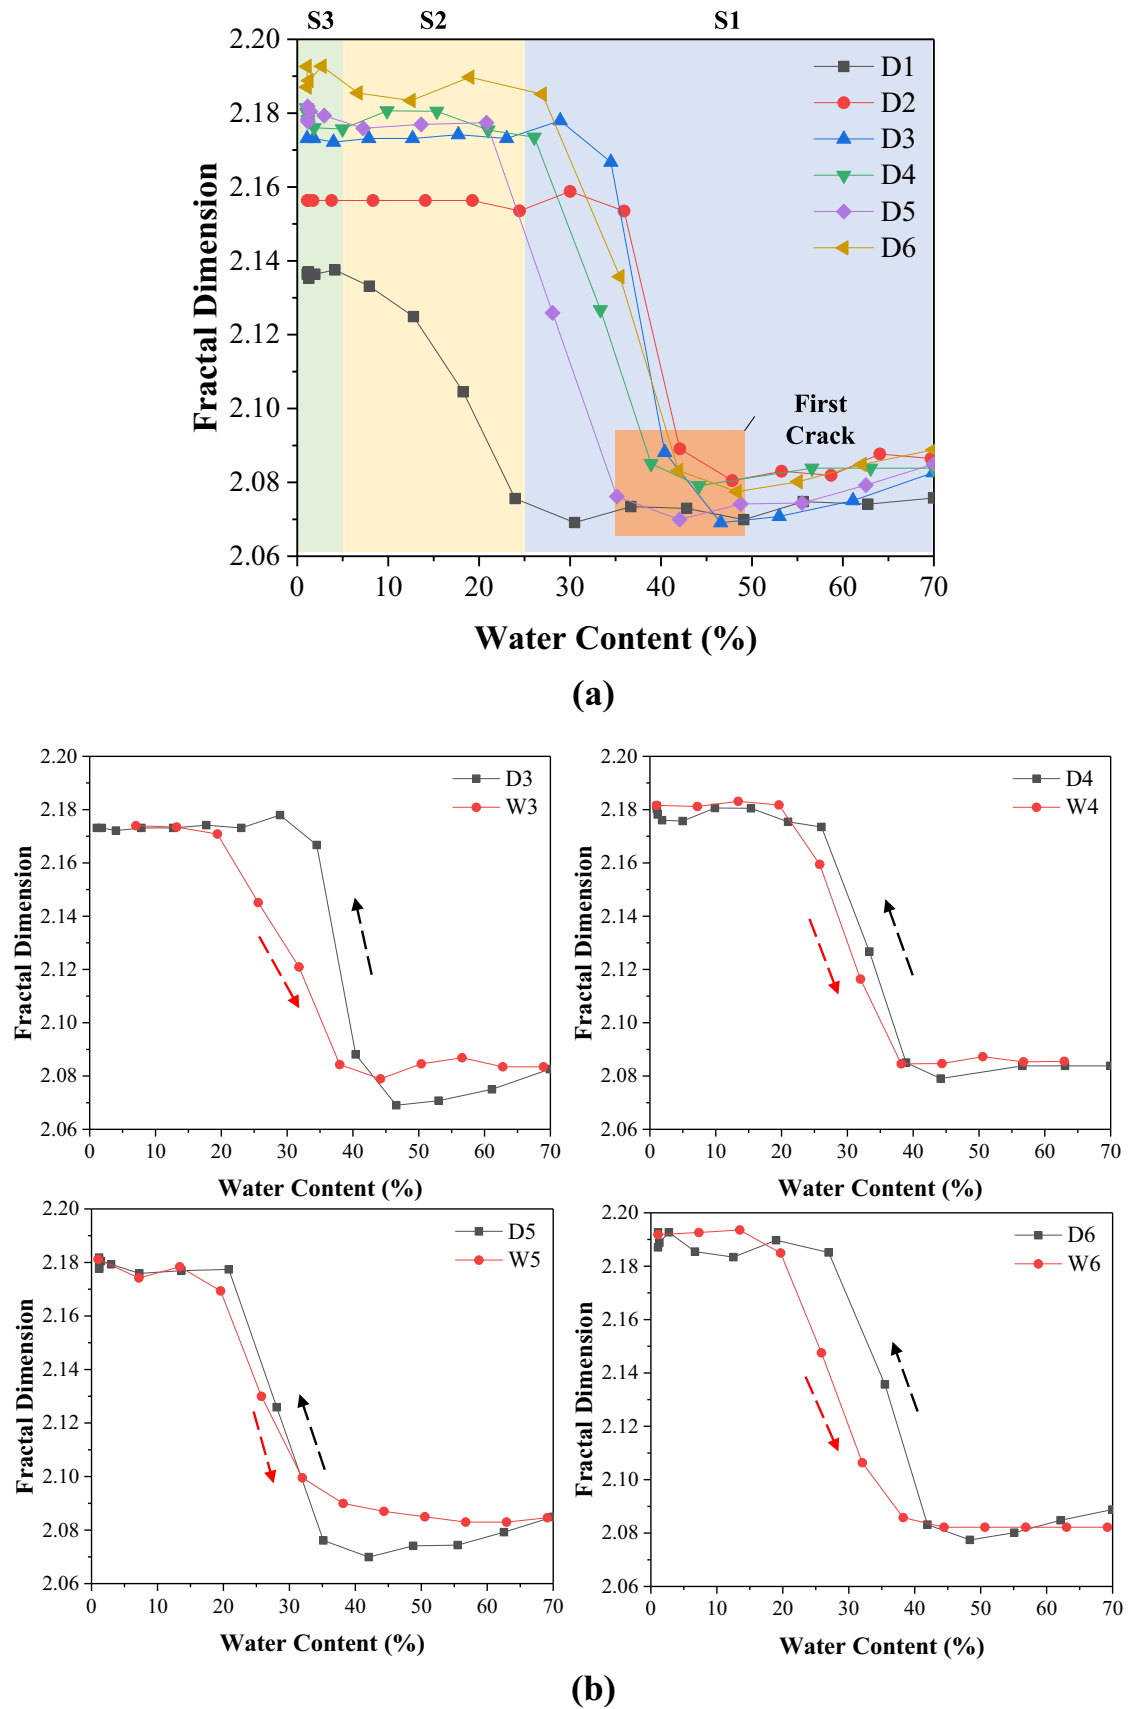 S3 S2 S1
2.20
2.18
2.16
2.14
2.12
2.10
2.08
2.06
Fractal Dimension
D1
D2
D3
D4
D5
D6
First
Crack
0 10 20 30 40 50 60 70
Water Content (%)
(a)
2.20
2.18
2.16
2.14
2.12
2.10
2.08
2.06
Fractal Dimension
D3
W3
0 10 20 30 40 50 60 70
Water Content (%)
2.20
2.18
2.16
2.14
2.12
2.10
2.08
2.06
Fractal Dimension
D4
W4
0 10 20 30 40 50 60 70
Water Content (%)
2.20
2.18
2.16
2.14
2.12
2.10
2.08
2.06
Fractal Dimension
D5
W5
0 10 20 30 40 50 60 70
Water Content (%)
2.20
2.18
2.16
2.14
2.12
2.10
2.08
2.06
Fractal Dimension
D6
W6
0 10 20 30 40 50 60 70
Water Content (%)
(b)